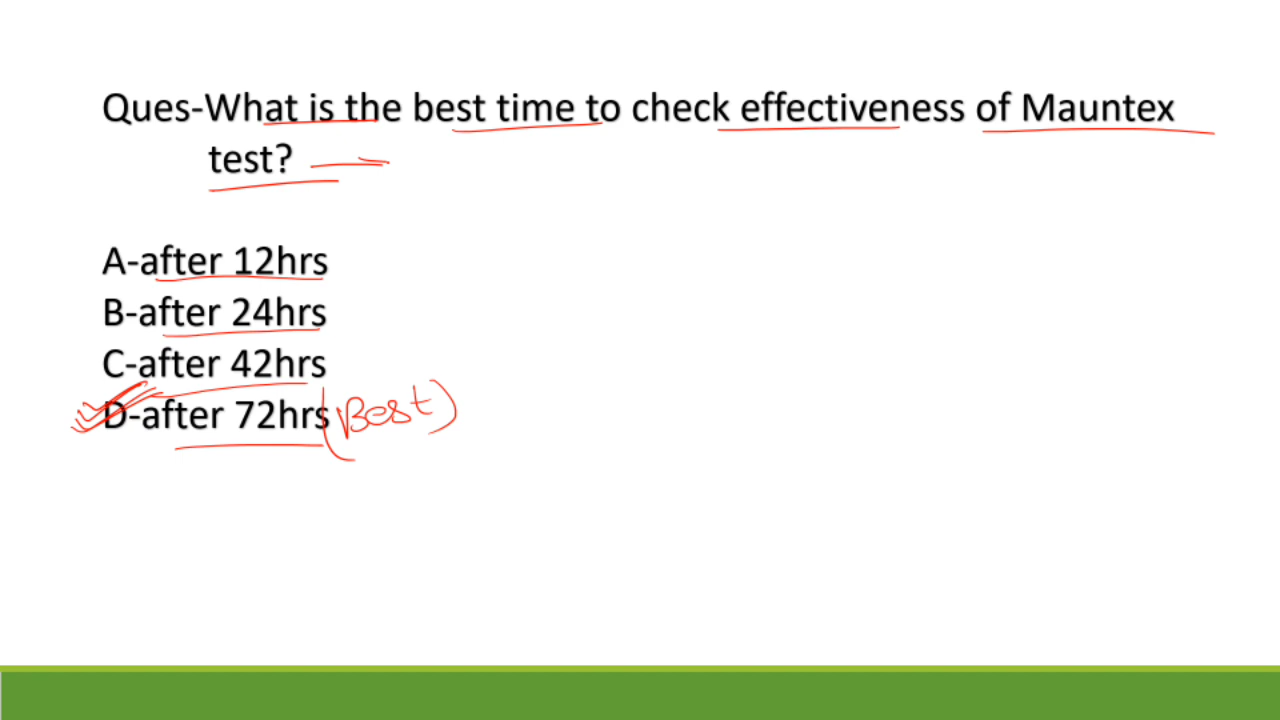 Ques-What is the best time to check effectiveness of Mauntex
test?
A-after 12hrs
B-after 24hrs
C-after 42hrs
D-after 72hrs (Best)